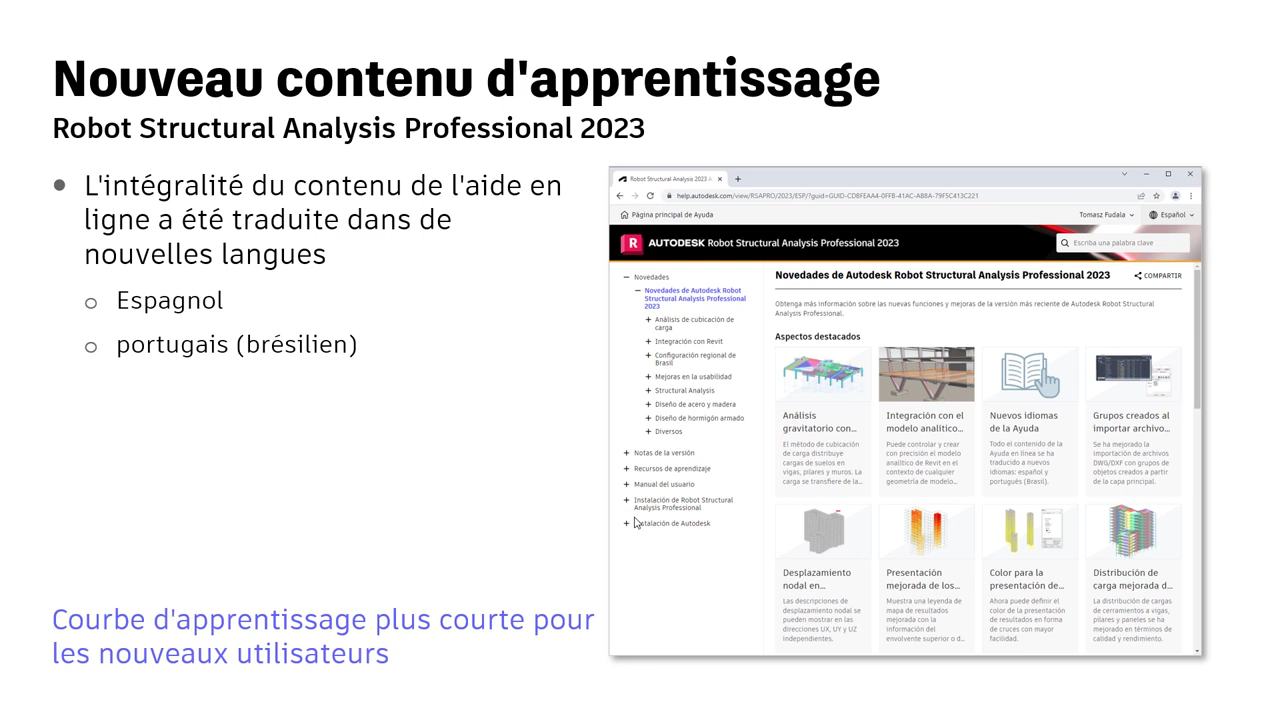 Nouveau contenu d'apprentissage
Robot Structural Analysis Professional 2023
L'intégralité du contenu de l'aide en
ligne a été traduite dans de
nouvelles langues
Espagnol
portugais (brésilien)
Courbe d'apprentissage plus courte pour
les nouveaux utilisateurs
Robot Structural Analysis 2023 A
help.autodesk.com/view/RSAPRO/2023/ESP/?guid=GUID-CDBFEAA4-0FFB-41AC-A88A-79F5C413C221
Página principal de Ayuda
Tomasz Fudala
Español
R AUTODESK Robot Structural Analysis Professional 2023
Escriba una palabra clave
Novedades
Novedades de Autodesk Robot
Structural Analysis Professional
2023
Análisis de cubicación de
carga
Integración con Revit
Configuración regional de
Brasil
Mejoras en la usabilidad
Structural Analysis
Diseño de acero y madera
Diseño de hormigón armado
Diversos
Notas de la versión
Recursos de aprendizaje
Manual del usuario
Instalación de Robot Structural
Analysis Professional
stalación de Autodesk
Novedades de Autodesk Robot Structural Analysis Professional 2023
COMPARTIR
Obtenga más información sobre las nuevas funciones y mejoras de la versión más reciente de Autodesk Robot Structural
Analysis Professional.
Aspectos destacados
Análisis
gravitatorio con...
El método de cubicación
de carga distribuye
cargas de suelos en
vigas, pilares y muros. La
carga se transfiere de la...
Integración con el
modelo analítico...
Puede controlar y crear
con precisión el modelo
analítico de Revit en el
contexto de cualquier
geometría de modelo...
Nuevos idiomas
de la Ayuda
Todo el contenido de la
Ayuda en línea se ha
traducido a nuevos
idiomas: español y
portugués (Brasil).
Grupos creados al
importar archivo...
Se ha mejorado la
importación de archivos
DWG/DXF con grupos de
objetos creados a partir
de la capa principal.
Desplazamiento
nodal en...
Las descripciones de
desplazamiento nodal se
pueden mostrar en las
direcciones UX, UY y UZ
independientes.
Presentación
mejorada de los...
Muestra una leyenda de
mapa de resultados
mejorada con la
información del
envolvente superior o d...
Color para la
presentación de...
Ahora puede definir el
color de la presentación
de resultados en forma
de cruces con mayor
facilidad.
Distribución de
carga mejorada d...
La distribución de cargas
de cerramientos a vigas,
pilares y paneles se ha
mejorado en términos de
calidad y rendimiento.